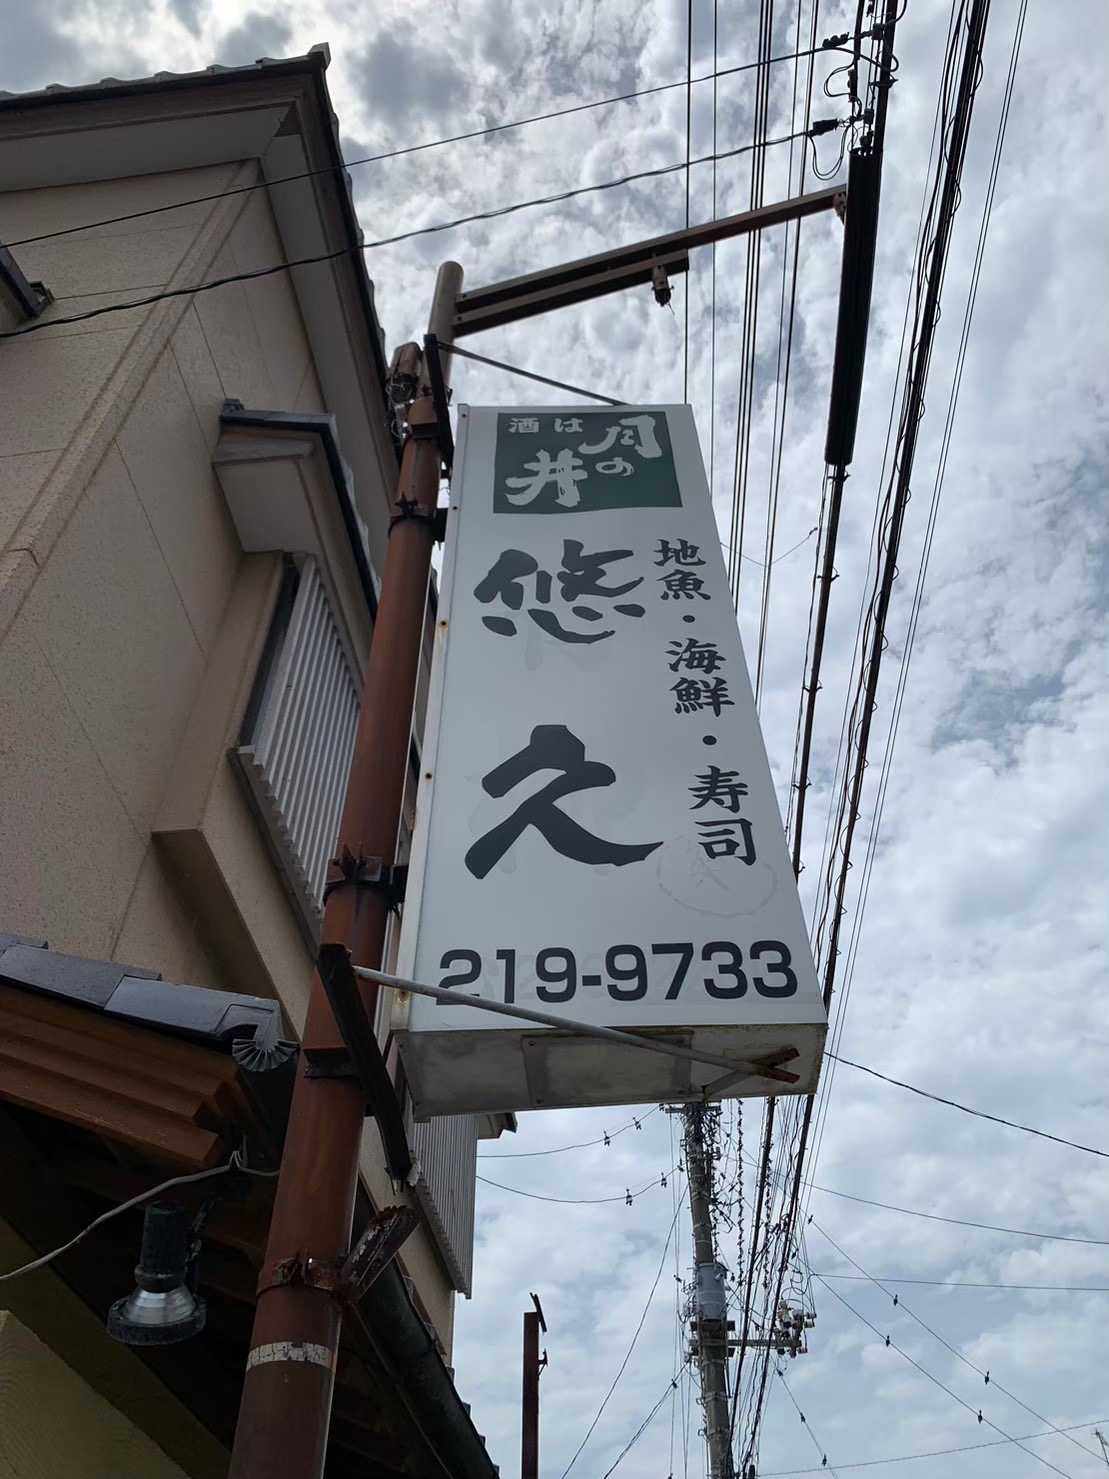 酒は
月の井
地魚・海鮮・寿司
悠久
219-9733